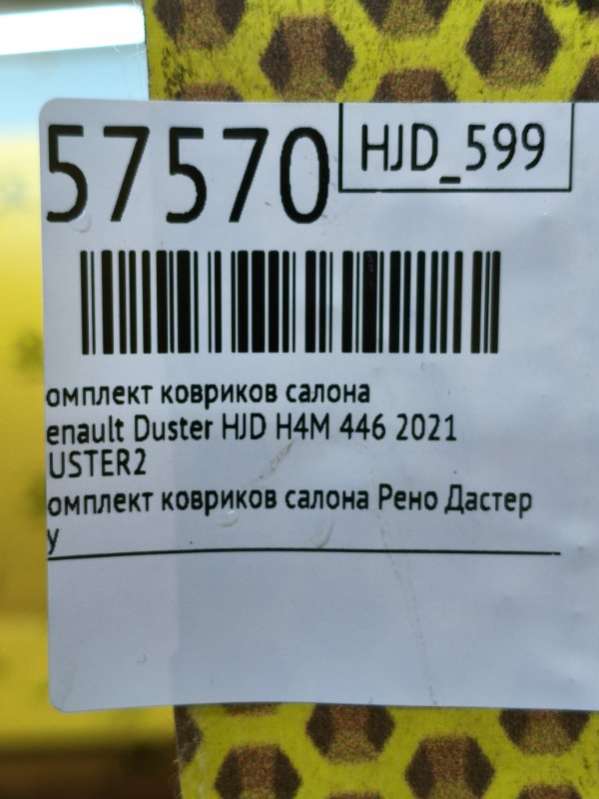 57570
HJD_599
омплект ковриков салона
enault Duster HJD H4M 446 2021
USTER2
омплект ковриков салона Рено Дастер
у